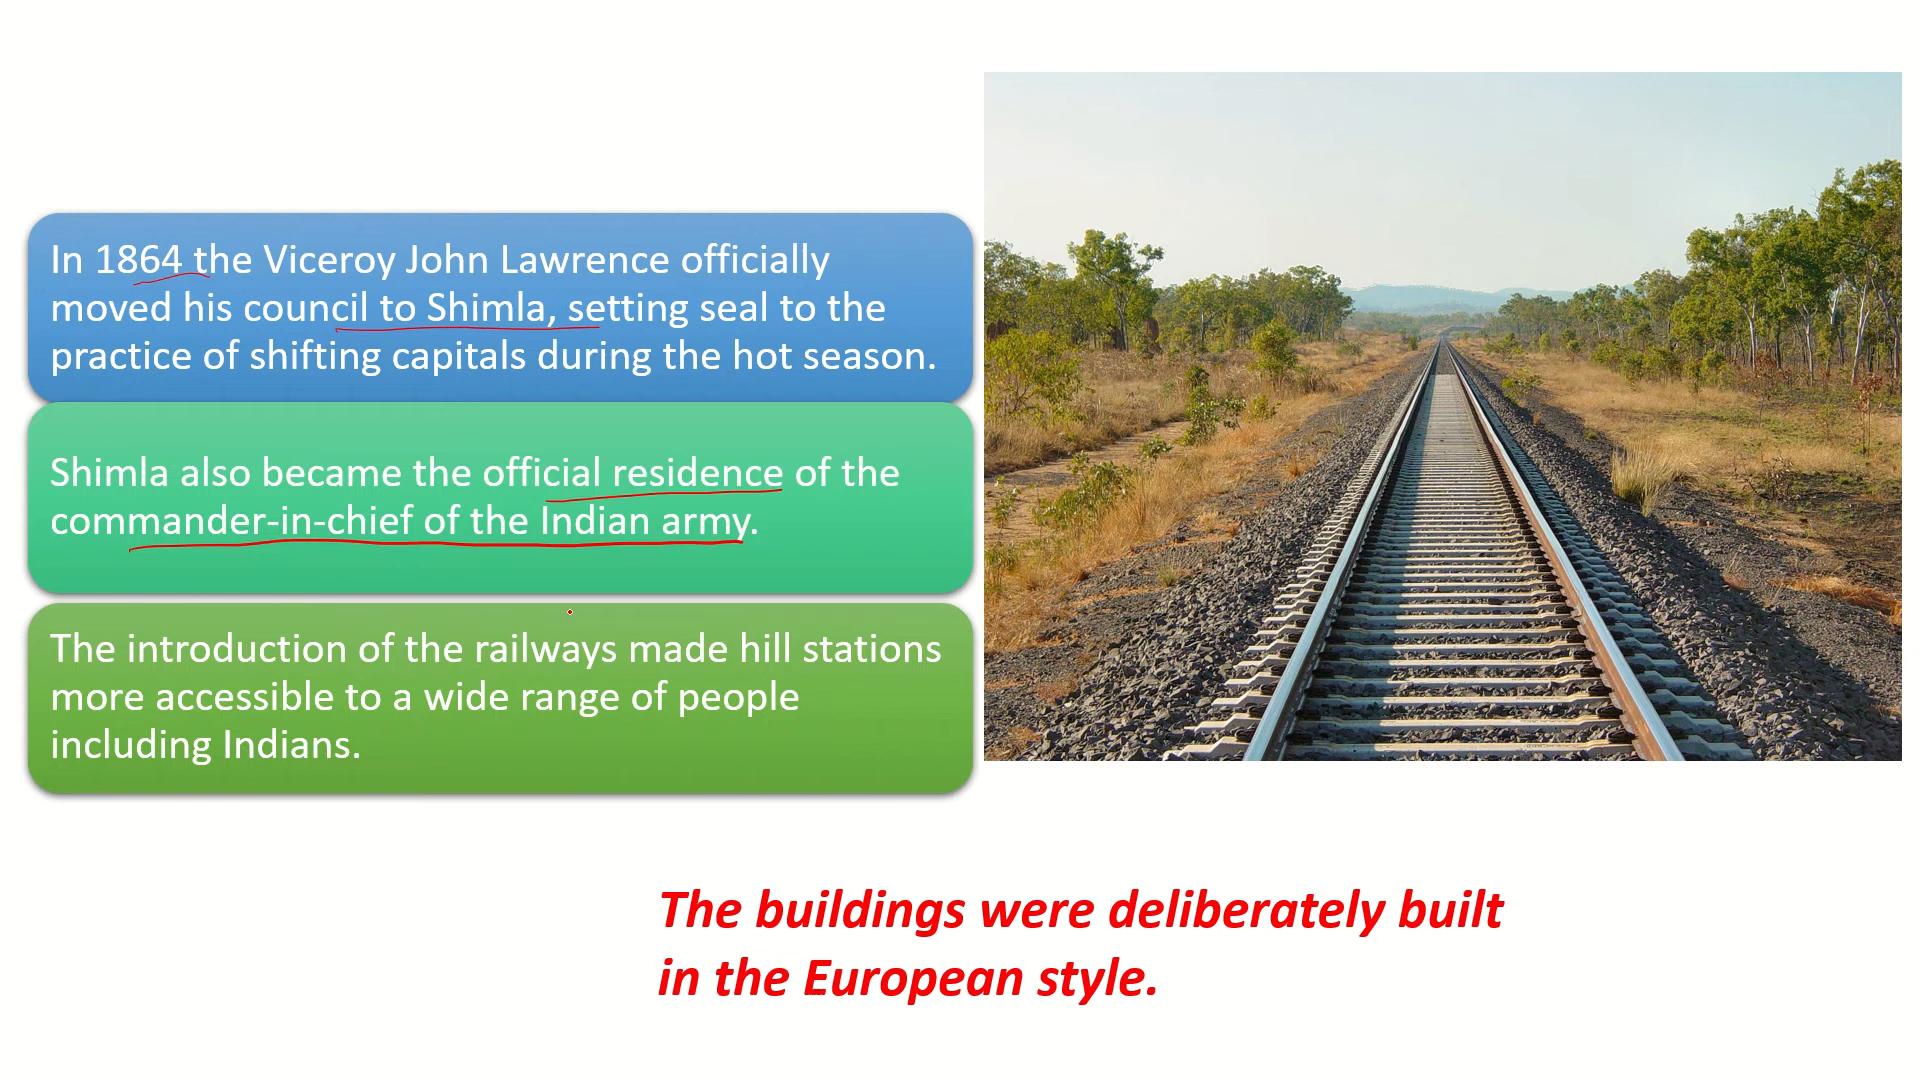 In 1864 the Viceroy John Lawrence officially
moved his council to Shimla, setting seal to the
practice of shifting capitals during the hot season.
Shimla also became the official residence of the
commander-in-chief of the Indian army.
The introduction of the railways made hill stations
more accessible to a wide range of people
including Indians.
The buildings were deliberately built
in the European style.